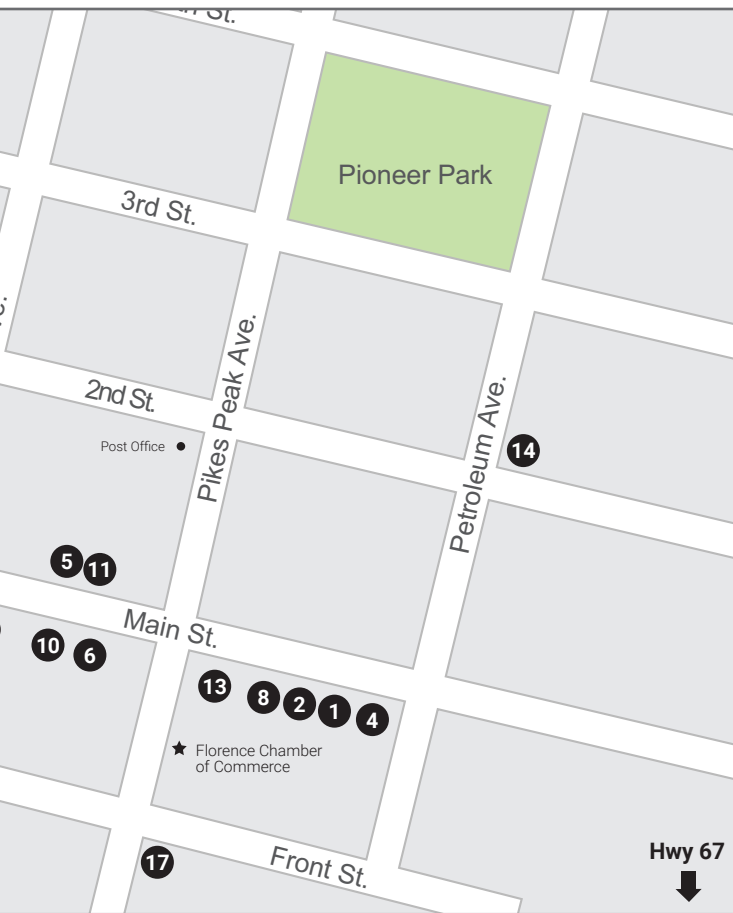 St.
Pioneer Park
3rd St.
Pikes Peak Ave.
2nd St.
Petroleum Ave.
Post Office
14
5
11
Main St.
10
6
13
8
2
1
4
Florence Chamber
of Commerce
Hwy 67
17
Front St.